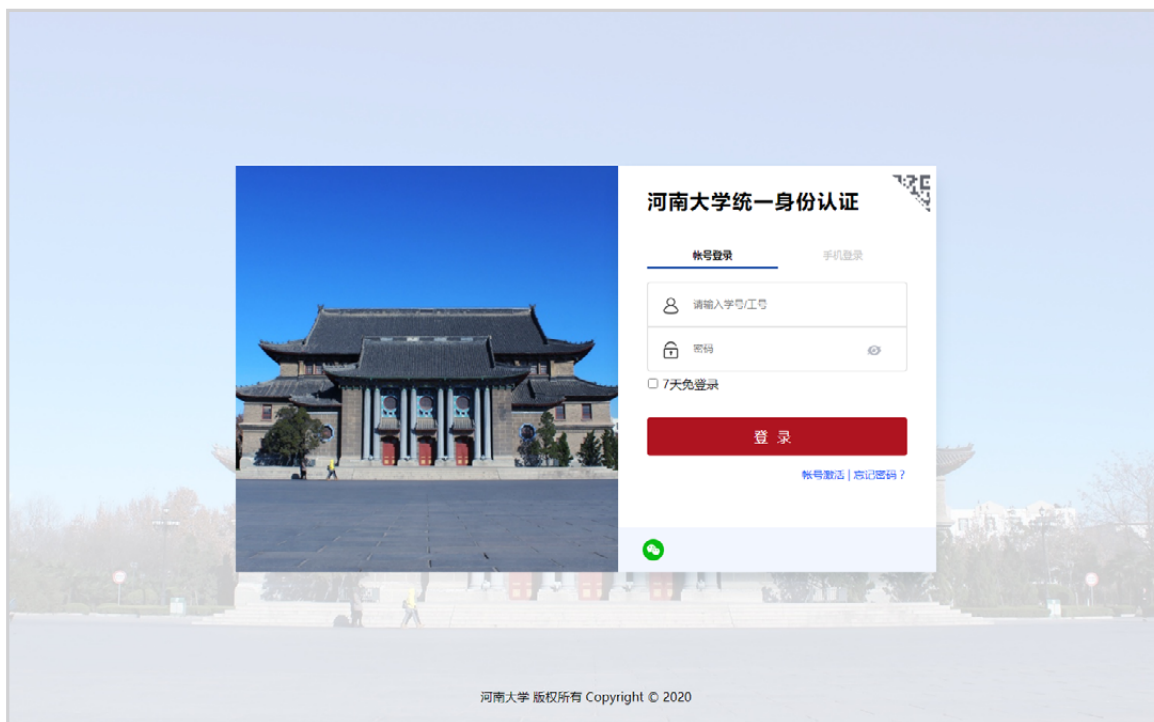 河南大学统一身份认证
帐号登录 手机登录
请输入学号/工号
密码
7天免登录
登 录
帐号激活 | 忘记密码？
河南大学 版权所有 Copyright © 2020